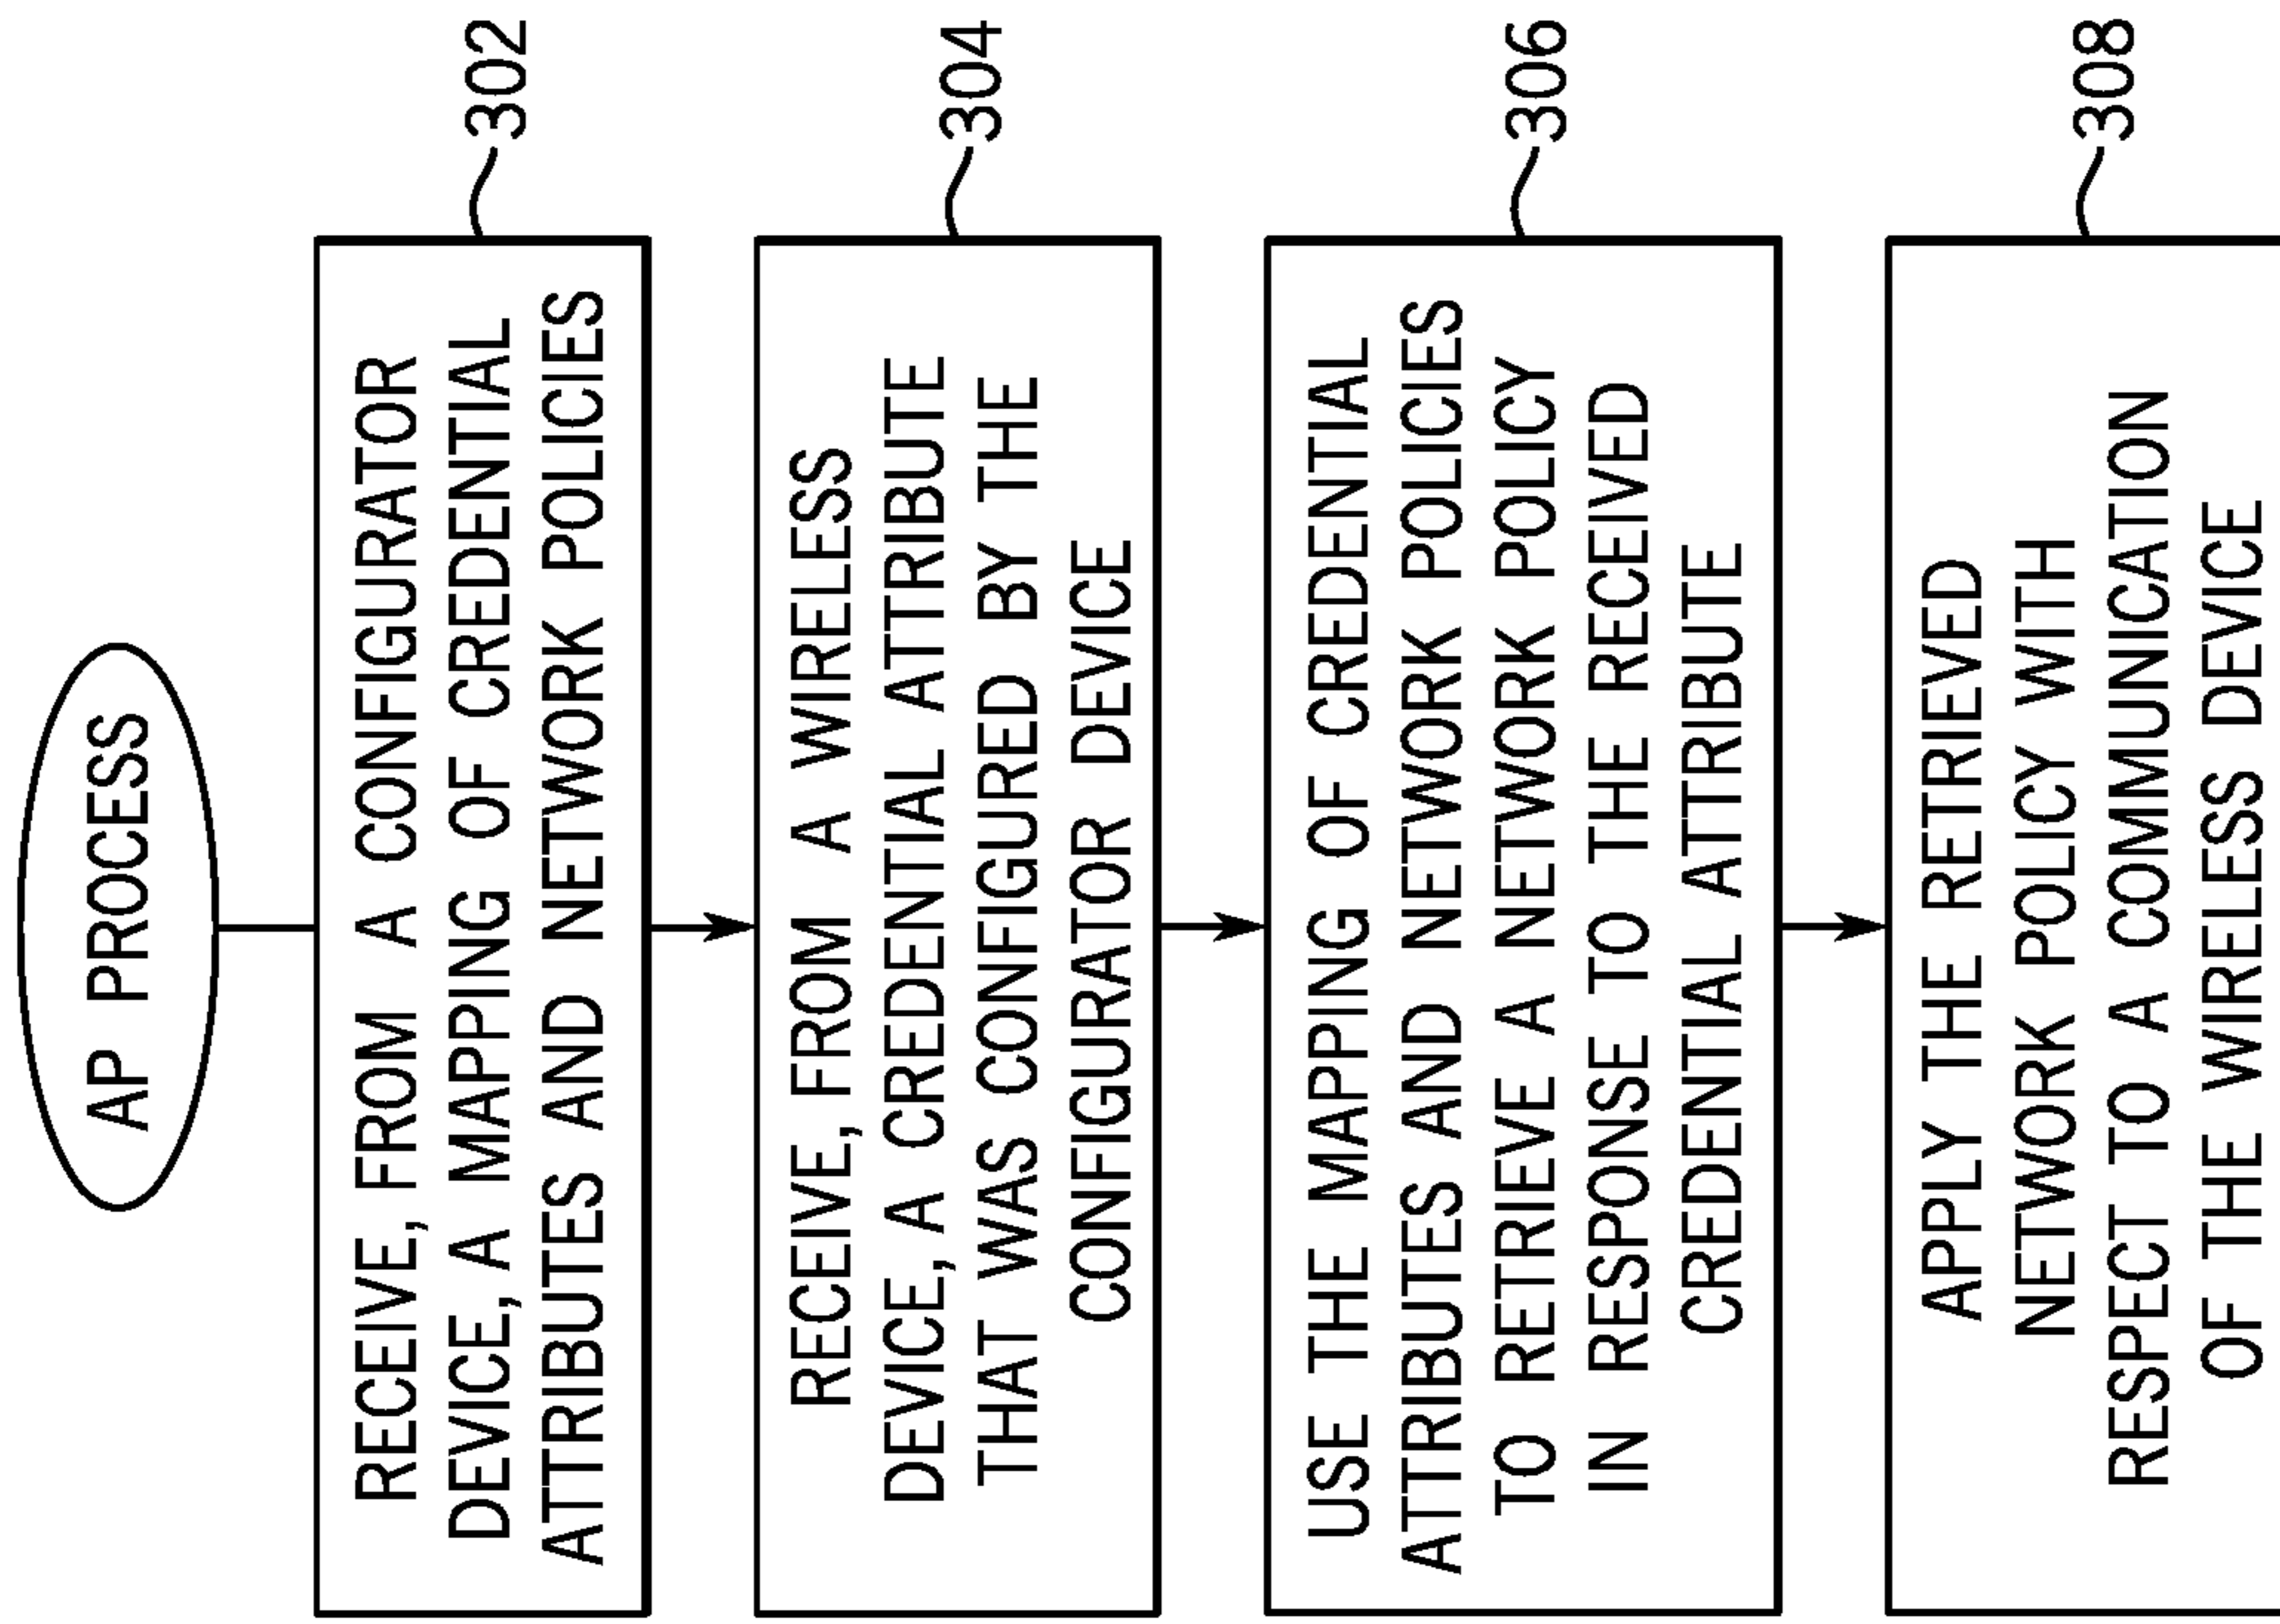 AP PROCESS
RECEIVE, FROM A CONFIGURATOR
DEVICE, A MAPPING OF CREDENTIAL
ATTRIBUTES AND NETWORK POLICIES
302
RECEIVE, FROM A WIRELESS
DEVICE, A CREDENTIAL ATTRIBUTE
THAT WAS CONFIGURED BY THE
CONFIGURATOR DEVICE
304
USE THE MAPPING OF CREDENTIAL
ATTRIBUTES AND NETWORK POLICIES
TO RETRIEVE A NETWORK POLICY
IN RESPONSE TO THE RECEIVED
CREDENTIAL ATTRIBUTE
306
APPLY THE RETRIEVED
NETWORK POLICY WITH
RESPECT TO A COMMUNICATION
OF THE WIRELESS DEVICE
308